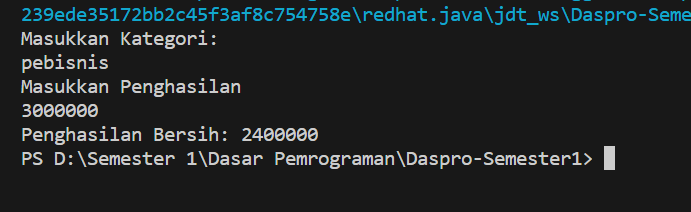 239ede35172bb2c45f3af8c754758e\redhat.java\jdt_ws\Daspro-Seme
Masukkan Kategori:
pebisnis
Masukkan Penghasilan
3000000
Penghasilan Bersih: 2400000
PS D:\Semester 1\Dasar Pemrograman\Daspro-Semester1>